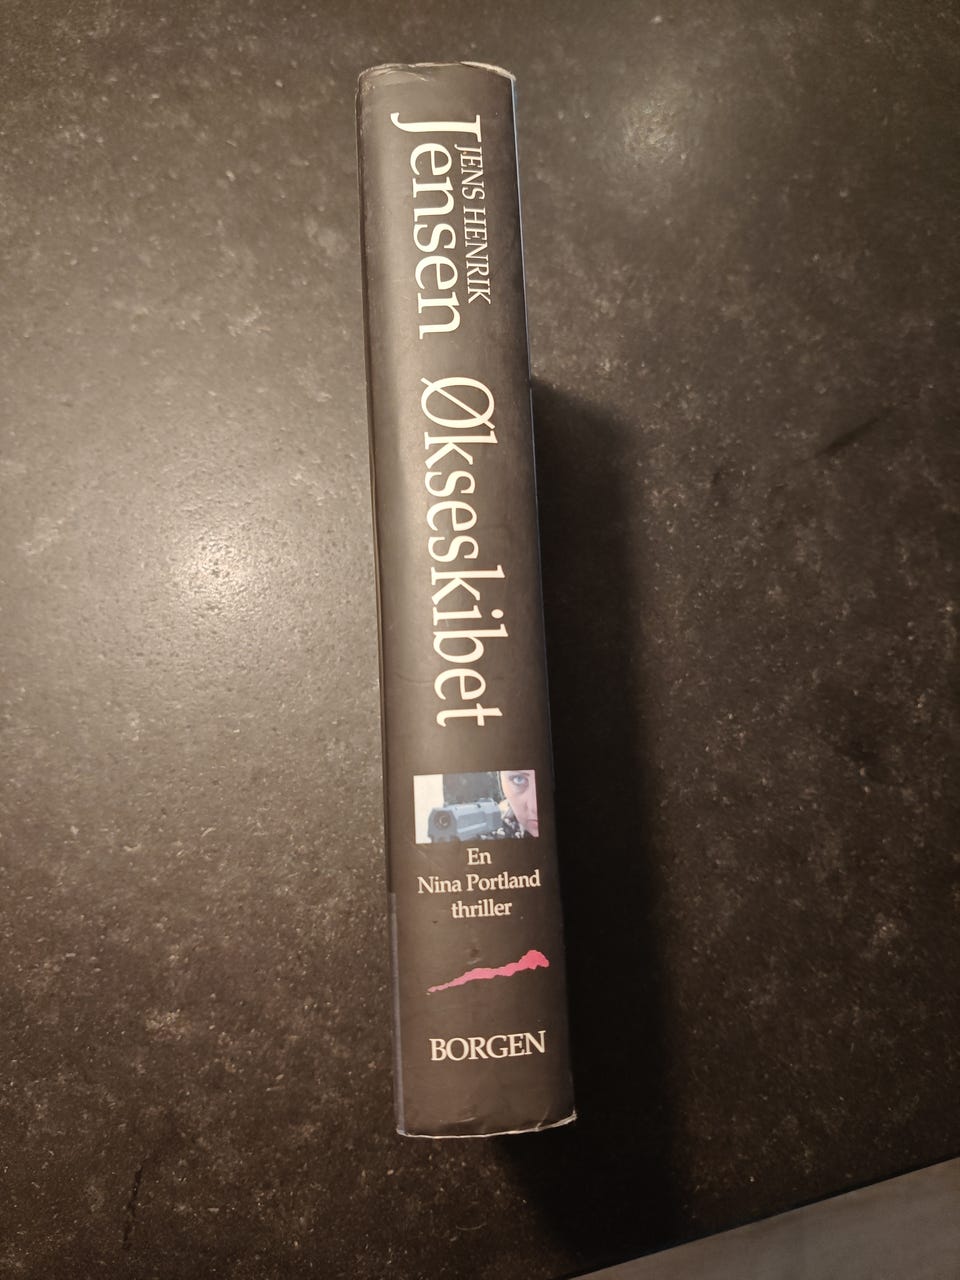 JENS HENRIK
Jensen
Økseskibet
En
Nina Portland
thriller
BORGEN